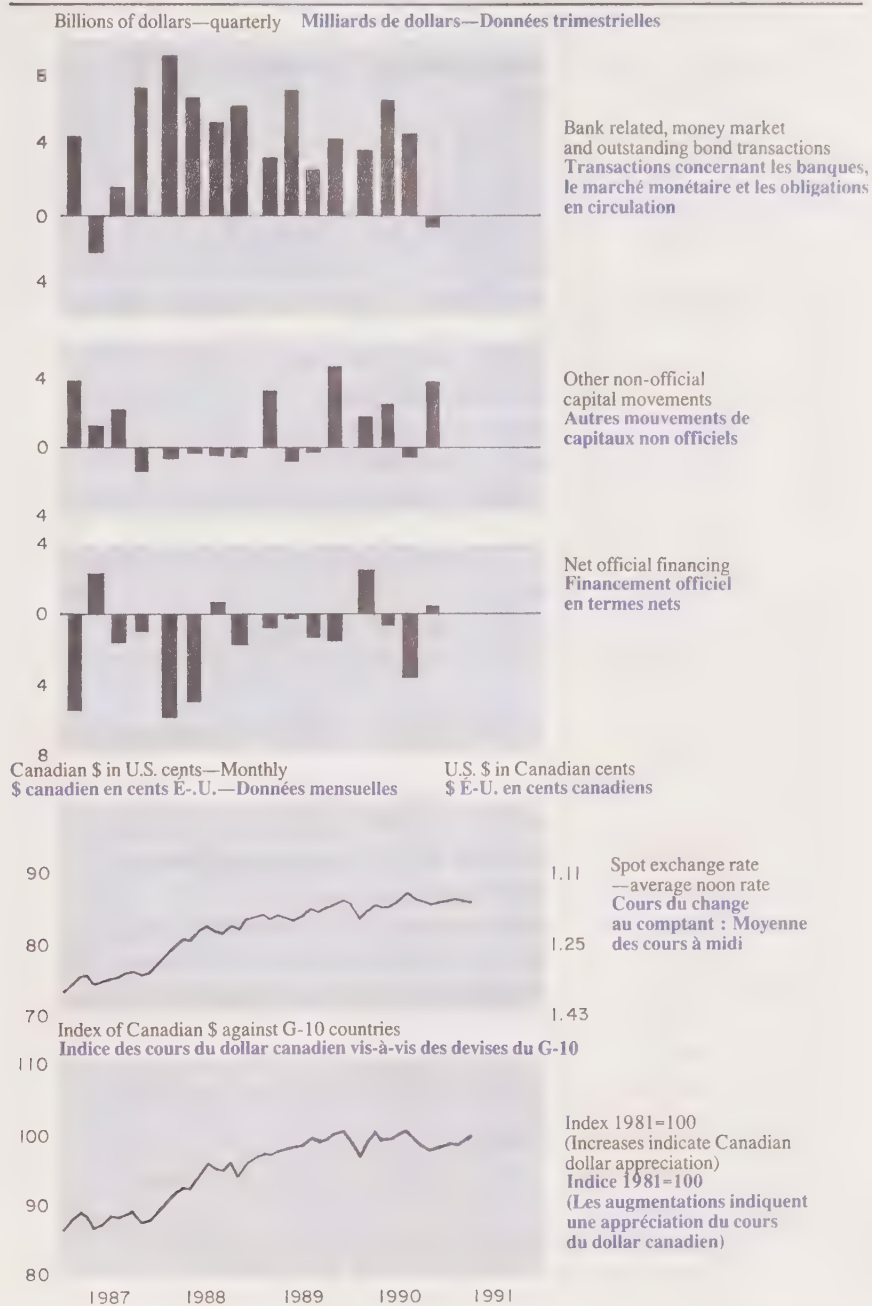 Billions of dollars—quarterly Milliards de dollars—Données trimestrielles
8
4
0
4
Bank related, money market
and outstanding bond transactions
Transactions concernant les banques,
le marché monétaire et les obligations
en circulation
4
0
4
Other non-official
capital movements
Autres mouvements de
capitaux non officiels
4
0
4
8
Net official financing
Financement officiel
en termes nets
Canadian $ in U.S. cents—Monthly
$ canadien en cents É-.U.—Données mensuelles
U.S. $ in Canadian cents
$ É-U. en cents canadiens
90
80
70
1.11
1.25
1.43
Spot exchange rate
—average noon rate
Cours du change
au comptant : Moyenne
des cours à midi
Index of Canadian $ against G-10 countries
Indice des cours du dollar canadien vis-à-vis des devises du G-10
110
100
90
80
Index 1981=100
(Increases indicate Canadian
dollar appreciation)
Indice 1981=100
(Les augmentations indiquent
une appréciation du cours
du dollar canadien)
1987 1988 1989 1990 1991